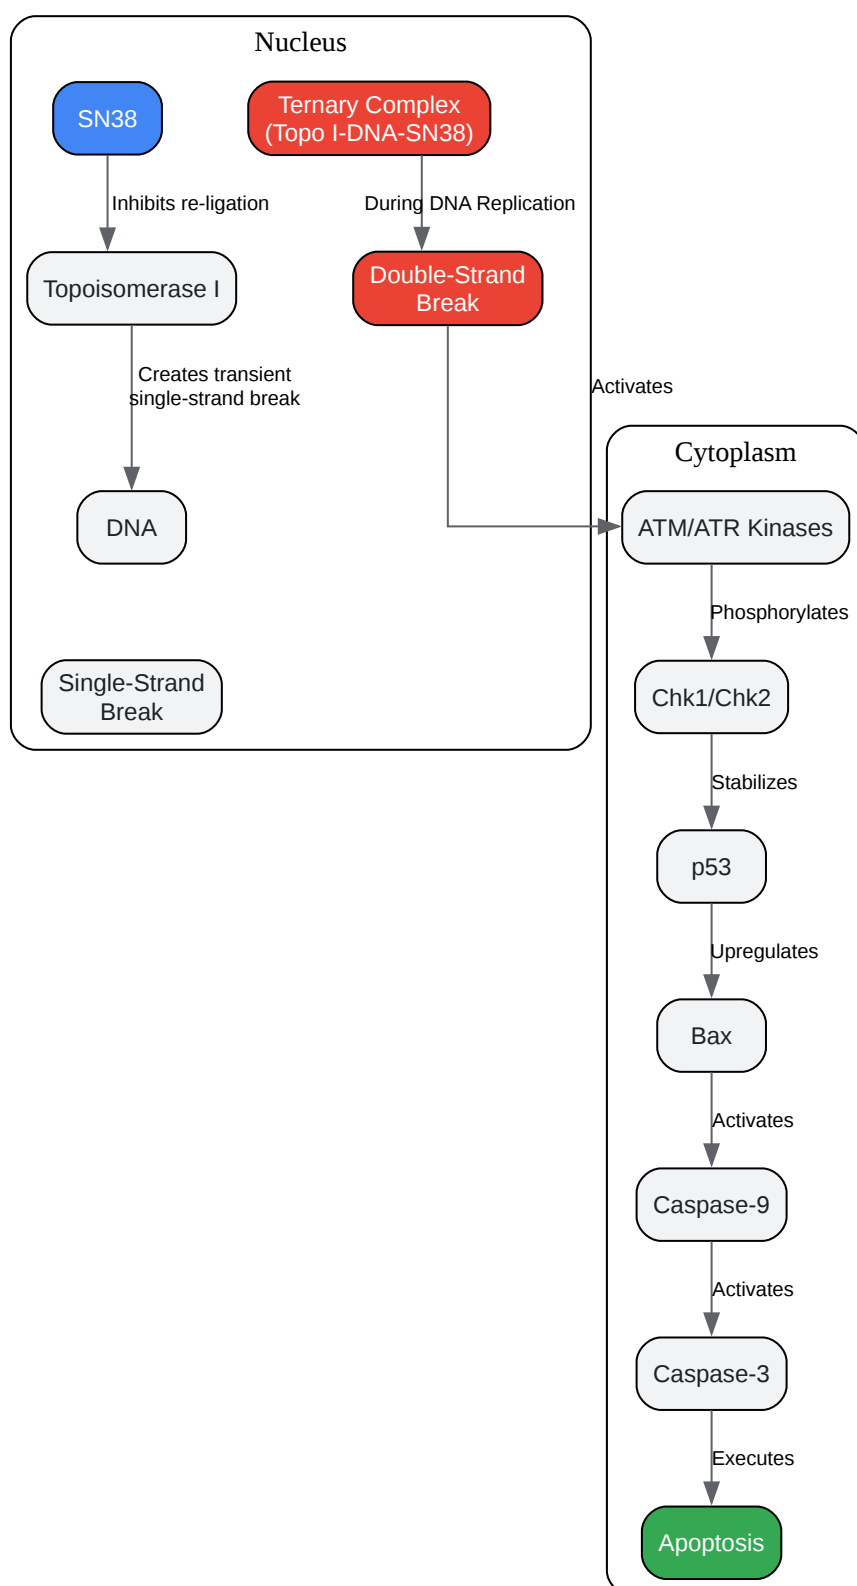 Nucleus
SN38
Ternary Complex
(Topo I-DNA-SN38)
Inhibits re-ligation
During DNA Replication
Topoisomerase I
Double-Strand
Break
Creates transient
single-strand break
Activates
Cytoplasm
DNA
ATM/ATR Kinases
Phosphorylates
Single-Strand
Break
Chk1/Chk2
Stabilizes
p53
Upregulates
Bax
Activates
Caspase-9
Activates
Caspase-3
Executes
Apoptosis